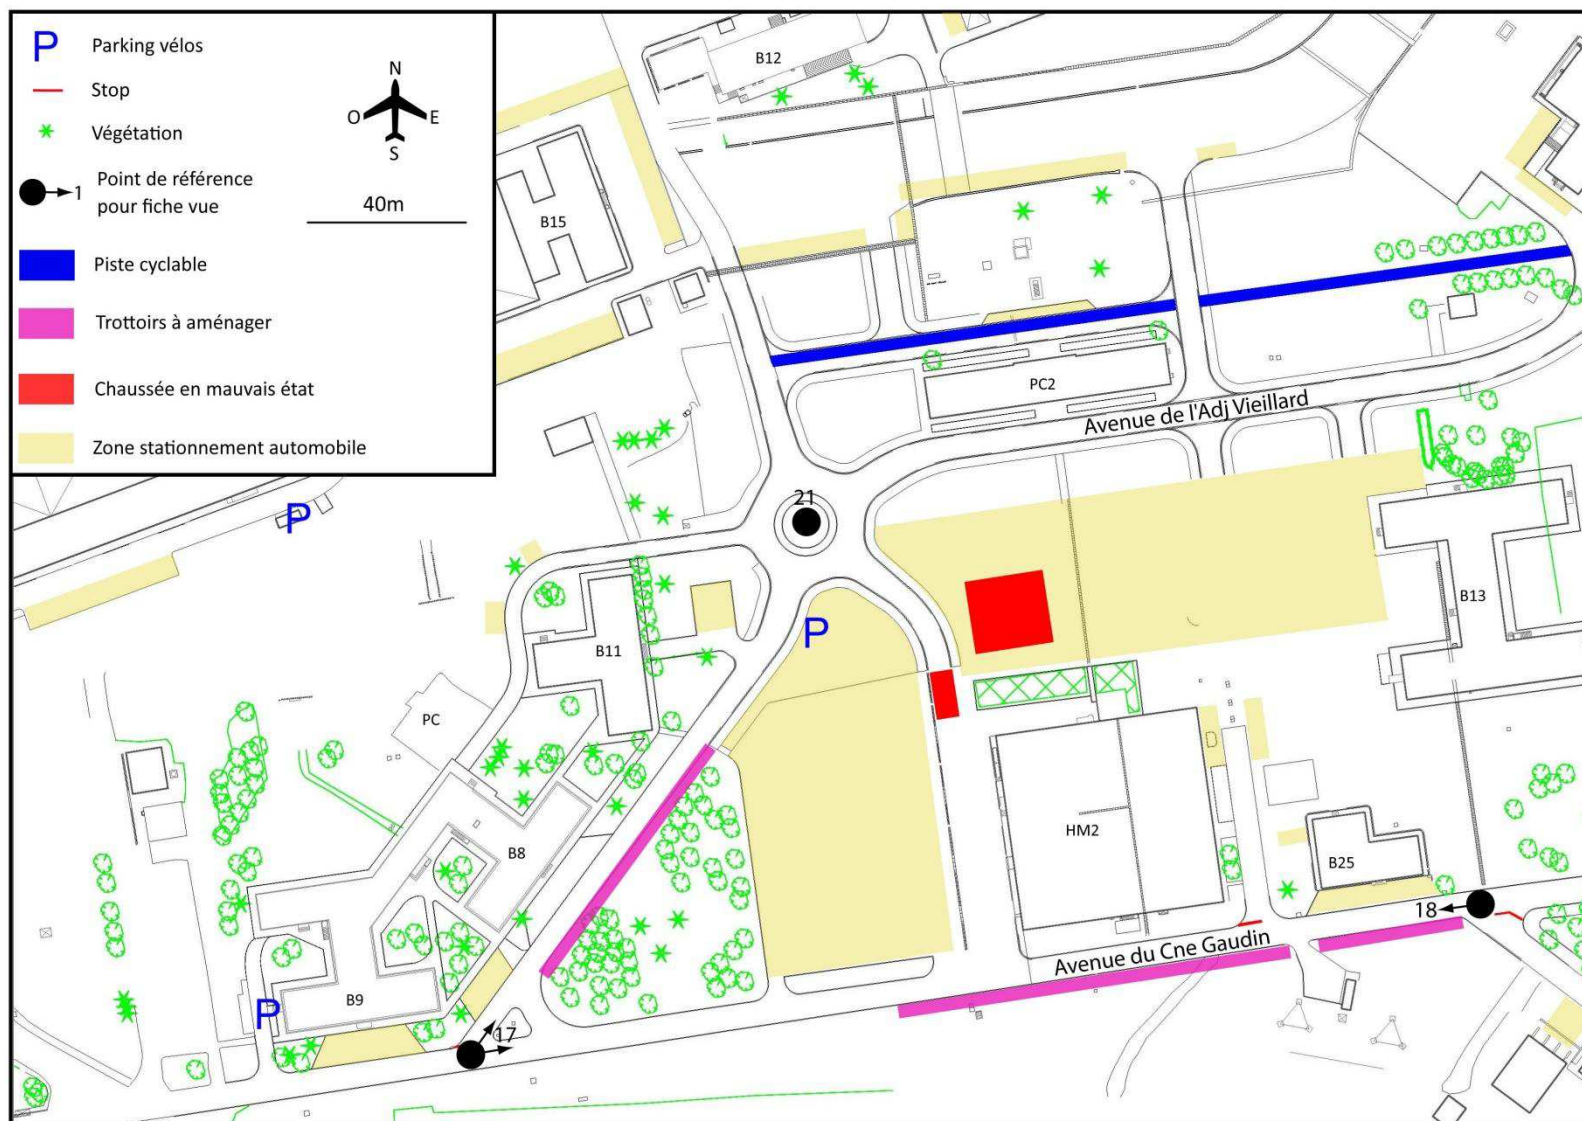 P Parking vélos
Stop
Végétation
1 Point de référence
pour fiche vue
Piste cyclable
Trottoirs à aménager
Chaussée en mauvais état
Zone stationnement automobile
N
O E
S
40m
B12
B15
PC2
Avenue de l'Adj Vieillard
21
P
B13
P
B11
PC
HM2
B8
B25
18
Avenue du Cne Gaudin
B9
P
17